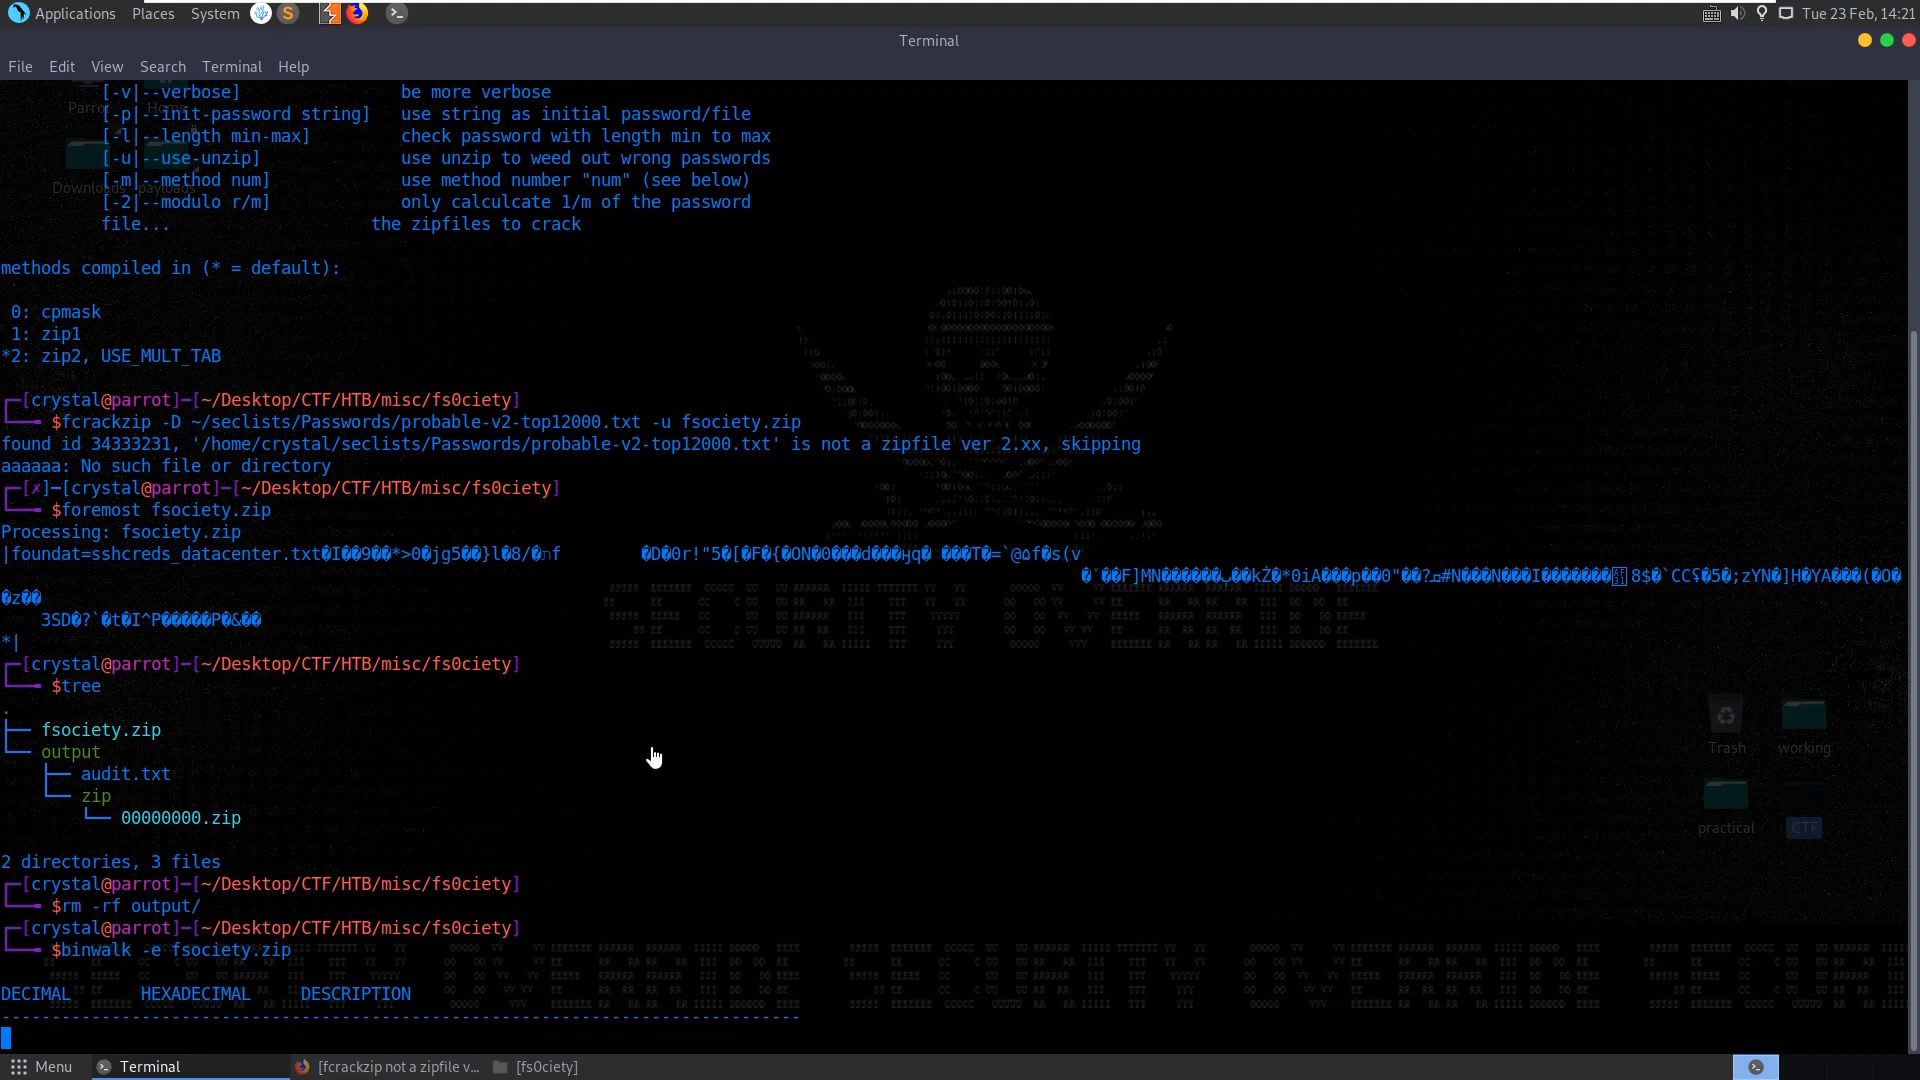 Applications Places System Tue 23 Feb, 14:21
Terminal
File Edit View Search Terminal Help
[-v|--verbose] be more verbose
[-p|--init-password string] use string as initial password/file
[-l|--length min-max] check password with length min to max
[-u|--use-unzip] use unzip to weed out wrong passwords
[-m|--method num] use method number "num" (see below)
[-2|--modulo r/m] only calculcate 1/m of the password
file... the zipfiles to crack
methods compiled in (* = default):
0: cpmask
1: zip1
*2: zip2, USE_MULT_TAB
┌─[crystal@parrot]─[~/Desktop/CTF/HTB/misc/fs0ciety]
└──╼ $fcrackzip -D ~/seclists/Passwords/probable-v2-top12000.txt -u fsociety.zip
found id 34333231, '/home/crystal/seclists/Passwords/probable-v2-top12000.txt' is not a zipfile ver 2.xx, skipping
aaaaaa: No such file or directory
┌─[✗]─[crystal@parrot]─[~/Desktop/CTF/HTB/misc/fs0ciety]
└──╼ $foremost fsociety.zip
Processing: fsociety.zip
|foundat=sshcreds_datacenter.txt
*|
┌─[crystal@parrot]─[~/Desktop/CTF/HTB/misc/fs0ciety]
└──╼ $tree
.
├── fsociety.zip
└── output
├── audit.txt
└── zip
└── 00000000.zip
2 directories, 3 files
┌─[crystal@parrot]─[~/Desktop/CTF/HTB/misc/fs0ciety]
└──╼ $rm -rf output/
┌─[crystal@parrot]─[~/Desktop/CTF/HTB/misc/fs0ciety]
└──╼ $binwalk -e fsociety.zip
DECIMAL HEXADECIMAL DESCRIPTION
--------------------------------------------------------------------------------
Parrot Home
Downloads payloads
SECURITY OVERRIDE
Trash working
practical CTF
Menu Terminal [fcrackzip not a zipfile v... [fs0ciety]